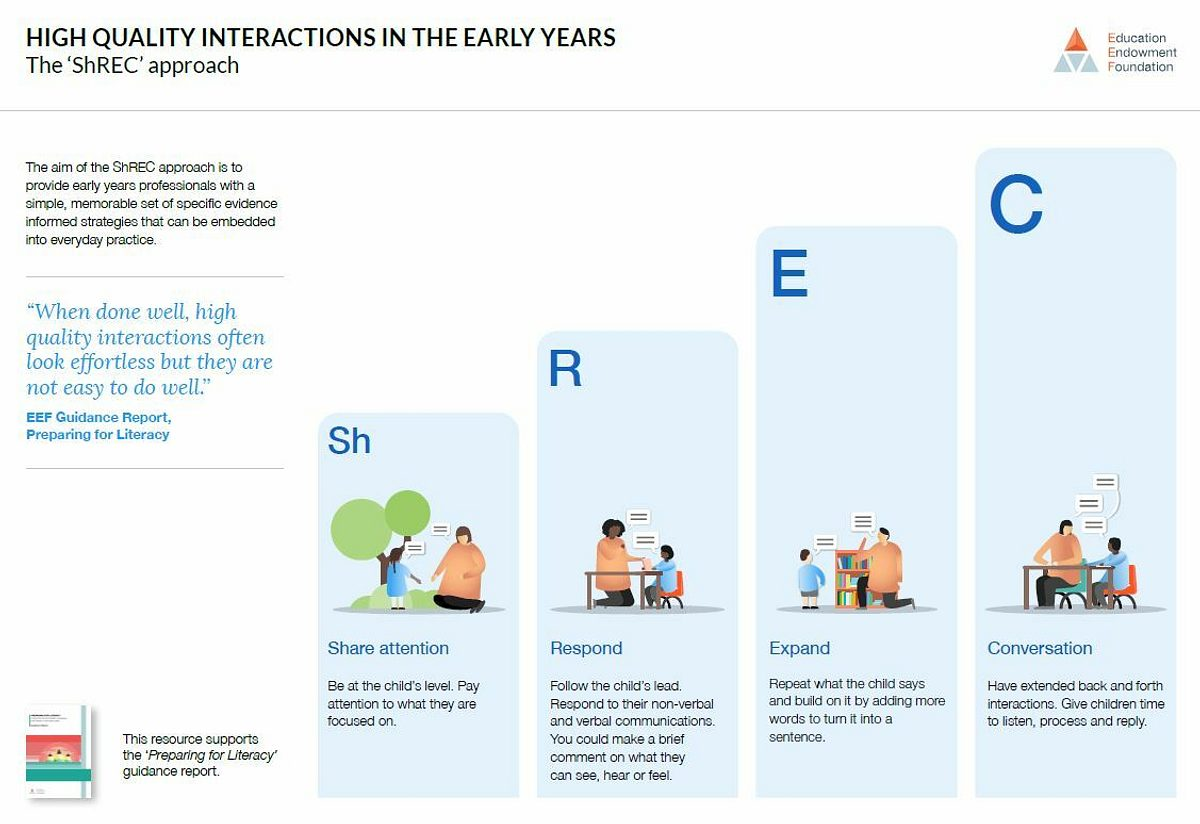 HIGH QUALITY INTERACTIONS IN THE EARLY YEARS
The ‘ShREC’ approach
Education
Endowment
Foundation
The aim of the ShREC approach is to
provide early years professionals with a
simple, memorable set of specific evidence
informed strategies that can be embedded
into everyday practice.
“When done well, high
quality interactions often
look effortless but they are
not easy to do well.”
EEF Guidance Report,
Preparing for Literacy
This resource supports
the ‘Preparing for Literacy’
guidance report.
Sh
Share attention
Be at the child’s level. Pay
attention to what they are
focused on.
R
Respond
Follow the child’s lead.
Respond to their non-verbal
and verbal communications.
You could make a brief
comment on what they
can see, hear or feel.
E
Expand
Repeat what the child says
and build on it by adding more
words to turn it into a
sentence.
C
Conversation
Have extended back and forth
interactions. Give children time
to listen, process and reply.